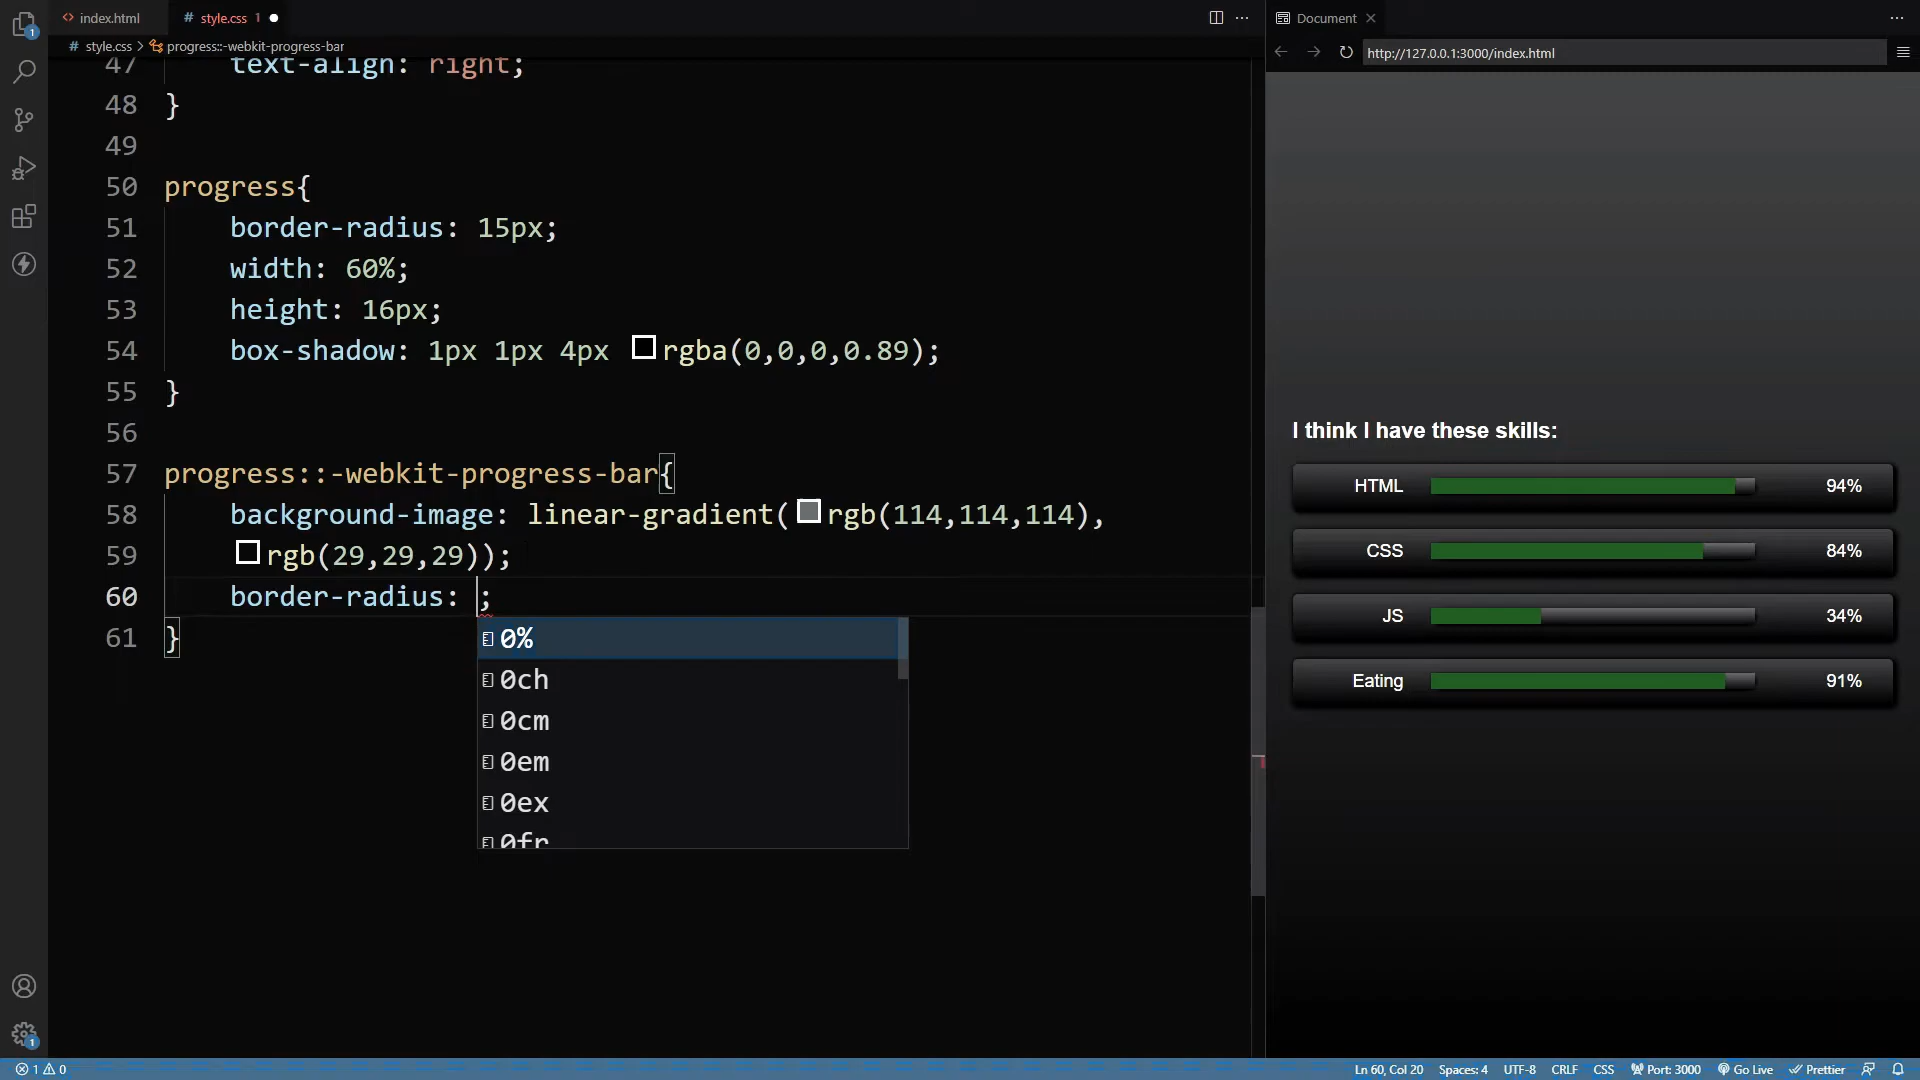 index.html
# style.css 1
Document
# style.css > progress::-webkit-progress-bar
http://127.0.0.1:3000/index.html
47 text-align: right;
48 }
49
50 progress{
51 border-radius: 15px;
52 width: 60%;
53 height: 16px;
54 box-shadow: 1px 1px 4px rgba(0,0,0,0.89);
55 }
56
57 progress::-webkit-progress-bar{
58 background-image: linear-gradient(rgb(114,114,114),
59 rgb(29,29,29));
60 border-radius: ;
61 }
0%
0ch
0cm
0em
0ex
0fr
I think I have these skills:
HTML 94%
CSS 84%
JS 34%
Eating 91%
1
1
1 0
Ln 60, Col 20 Spaces: 4 UTF-8 CRLF CSS Port: 3000 Go Live Prettier